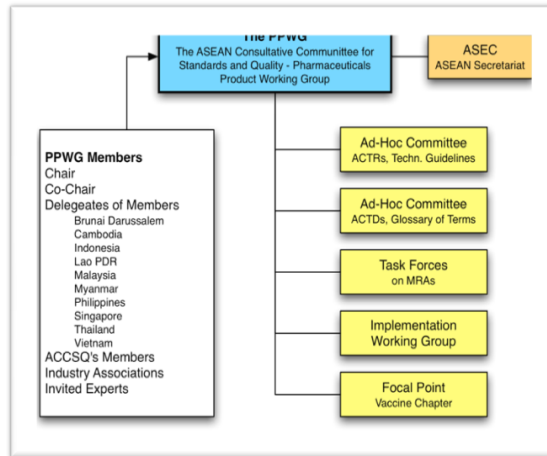 The PPWG
The ASEAN Consultative Communittee for
Standards and Quality - Pharmaceuticals
Product Working Group
ASEC
ASEAN Secretariat
PPWG Members
Chair
Co-Chair
Delegeates of Members
Brunai Darussalem
Cambodia
Indonesia
Lao PDR
Malaysia
Myanmar
Philippines
Singapore
Thailand
Vietnam
ACCSQ's Members
Industry Associations
Invited Experts
Ad-Hoc Committee
ACTRs, Techn. Guidelines
Ad-Hoc Committee
ACTDs, Glossary of Terms
Task Forces
on MRAs
Implementation
Working Group
Focal Point
Vaccine Chapter